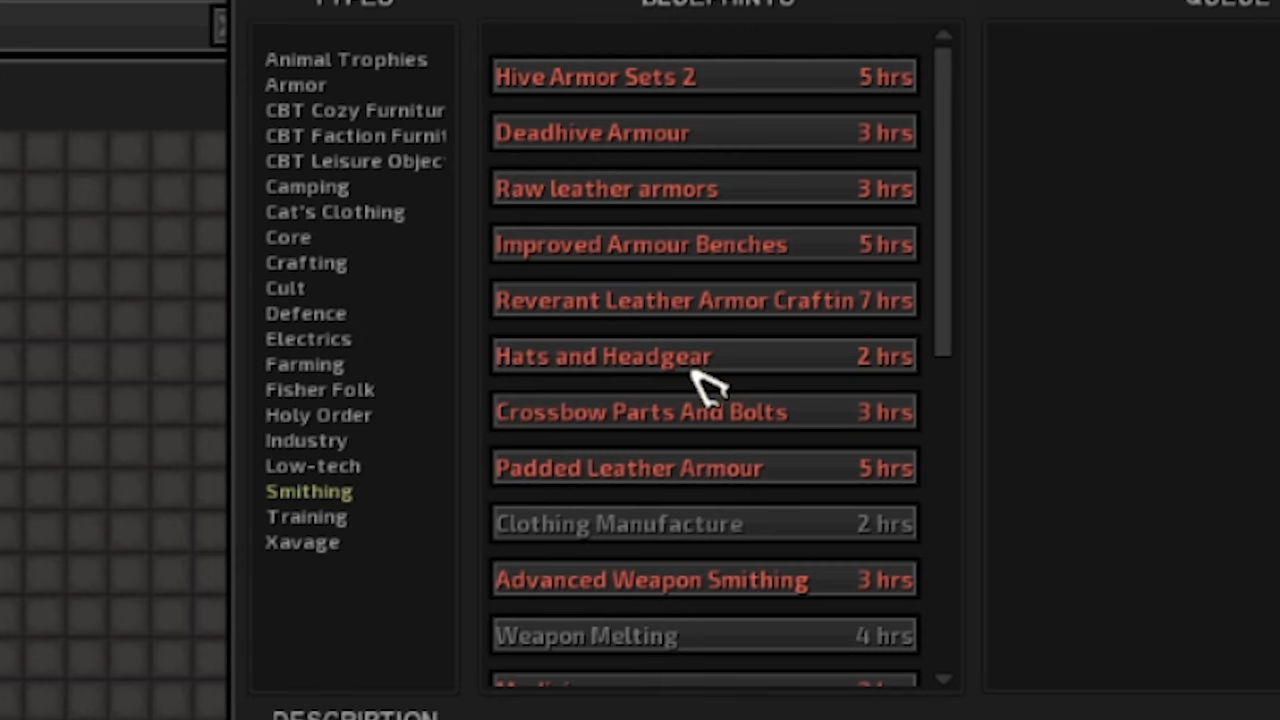 TYPES
BLUEPRINTS
QUEUE
Animal Trophies
Armor
CBT Cozy Furnitur
CBT Faction Furnit
CBT Leisure Objec
Camping
Cat's Clothing
Core
Crafting
Cult
Defence
Electrics
Farming
Fisher Folk
Holy Order
Industry
Low-tech
Smithing
Training
Xavage
Hive Armor Sets 2 5 hrs
Deadhive Armour 3 hrs
Raw leather armors 3 hrs
Improved Armour Benches 5 hrs
Reverant Leather Armor Craftin 7 hrs
Hats and Headgear 2 hrs
Crossbow Parts And Bolts 3 hrs
Padded Leather Armour 5 hrs
Clothing Manufacture 2 hrs
Advanced Weapon Smithing 3 hrs
Weapon Melting 4 hrs
DESCRIPTION